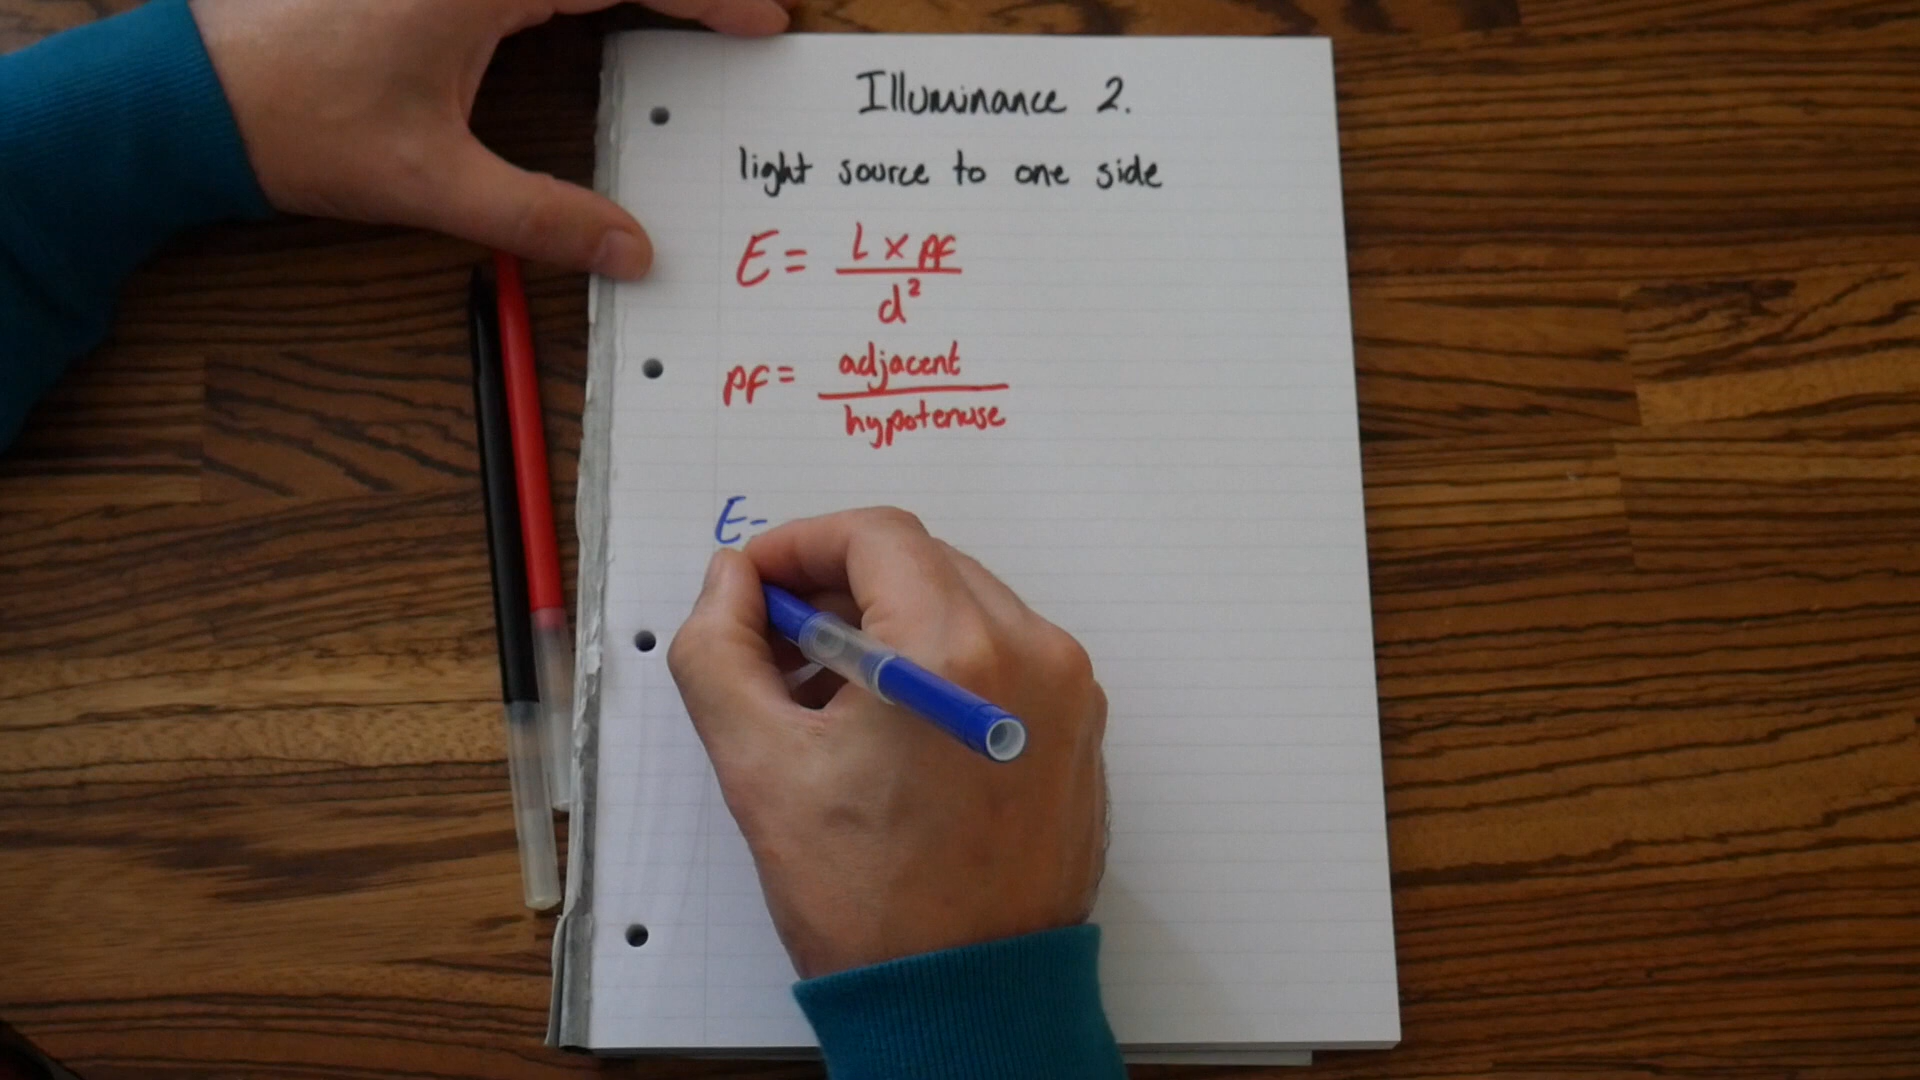 Illuminance 2.
light source to one side
E = L x pf
d²
pf = adjacent
hypotenuse
E-